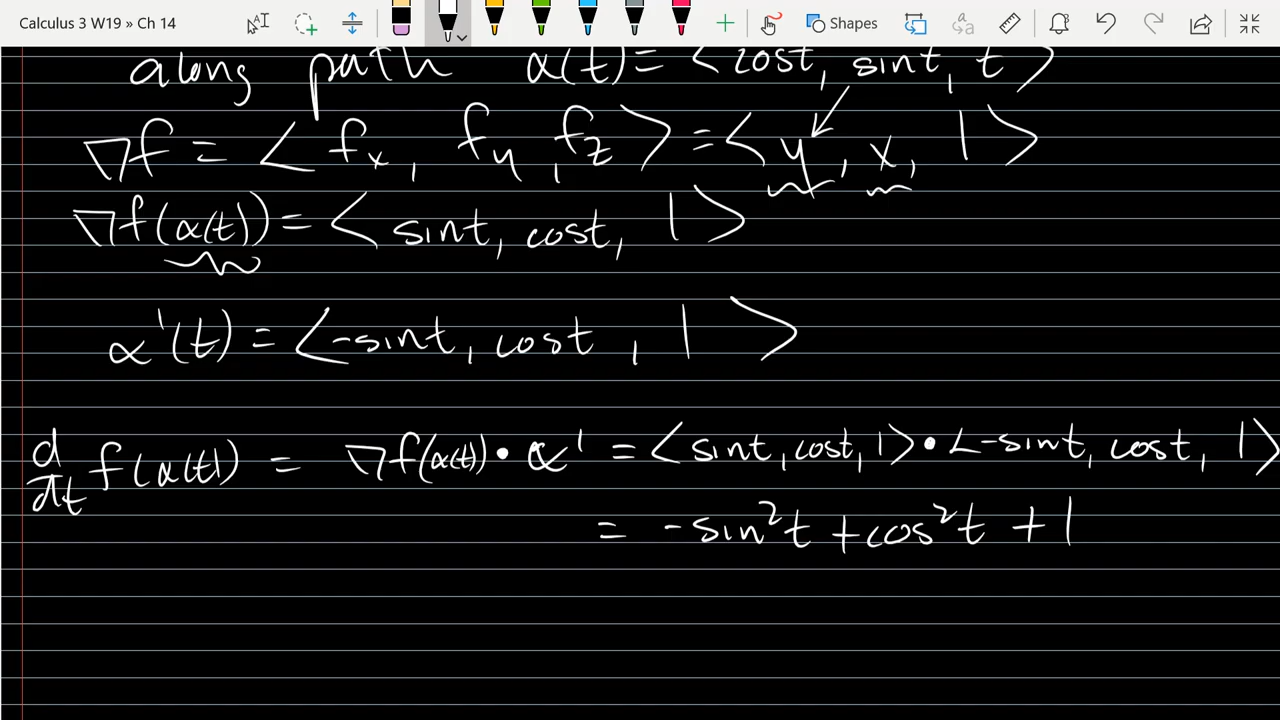 Calculus 3 W19 » Ch 14
Shapes
along path α(t) = <cost, sint, t>
∇f = < fx, fy, fz > = < y, x, 1 >
∇f(α(t)) = < sint, cost, 1 >
α'(t) = <-sint, cost, 1 >
d/dt f(α(t)) = ∇f(α(t)) • α' = < sint, cost, 1> • <-sint, cost, 1>
= -sin²t + cos²t + 1